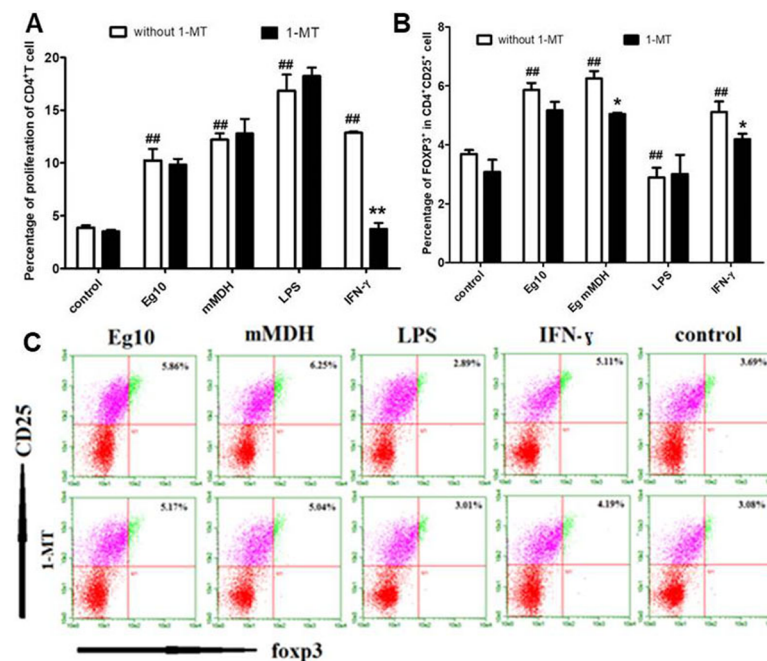 A
without 1-MT
1-MT
Percentage of proliferation of CD4⁺T cell
20
15
10
5
0
##
##
##
##
**
control
Eg10
mMDH
LPS
IFN-γ
B
without 1-MT
1-MT
Percentage of FOXP3⁺ in CD4⁺CD25⁺ cell
8
6
4
2
0
##
##
*
##
##
*
control
Eg10
Eg mMDH
LPS
IFN-γ
C
Eg10
mMDH
LPS
IFN-ɣ
control
5.86%
6.25%
2.89%
5.11%
3.69%
CD25
5.17%
5.04%
3.01%
4.19%
3.08%
1-MT
foxp3